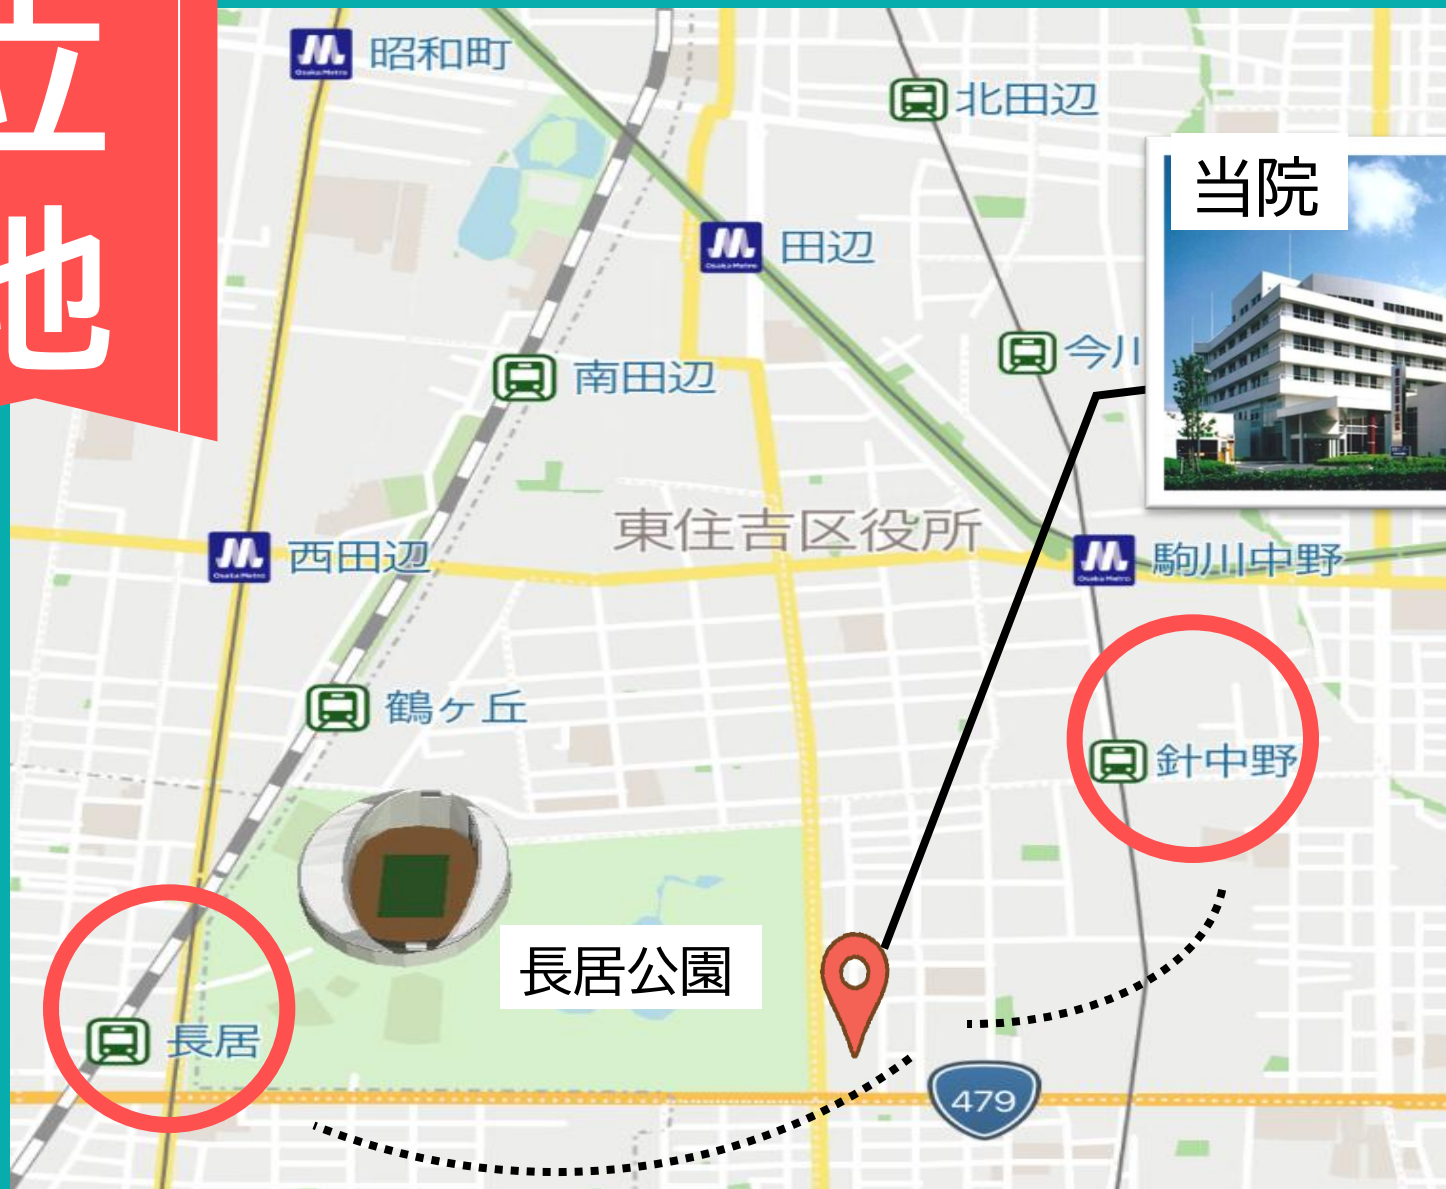 立地
昭和町
北田辺
当院
田辺
今川
南田辺
東住吉区役所
西田辺
駒川中野
鶴ヶ丘
針中野
長居公園
長居
479